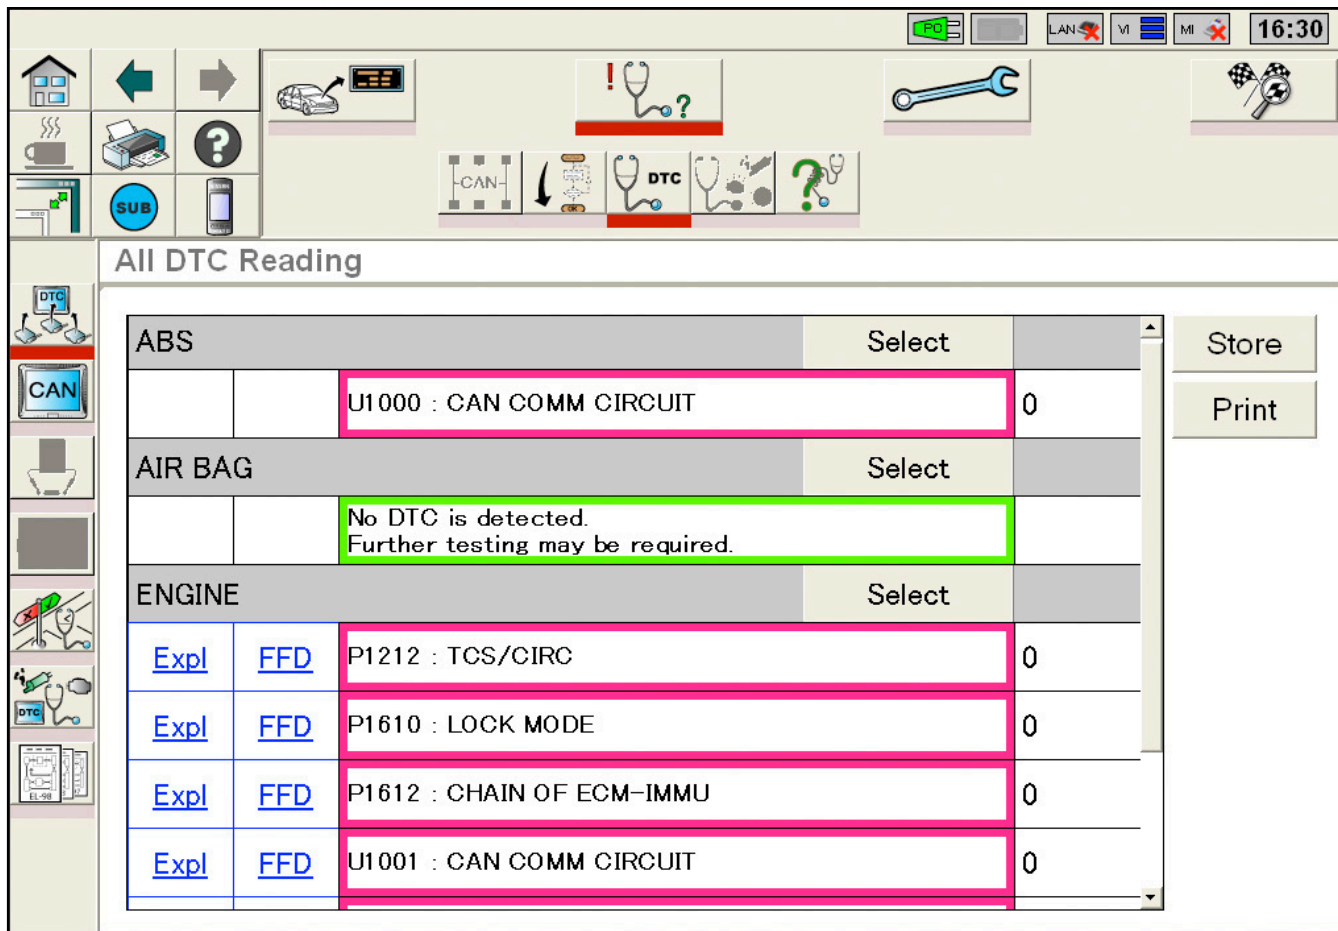 PC LAN VI MI 16:30
?
! ?
SUB
-CAN- OK DTC ?
All DTC Reading
DTC
CAN
DTC
EL-98
ABS Select
U1000 : CAN COMM CIRCUIT 0
AIR BAG Select
No DTC is detected.
Further testing may be required.
ENGINE Select
Expl FFD P1212 : TCS/CIRC 0
Expl FFD P1610 : LOCK MODE 0
Expl FFD P1612 : CHAIN OF ECM-IMMU 0
Expl FFD U1001 : CAN COMM CIRCUIT 0
Store
Print